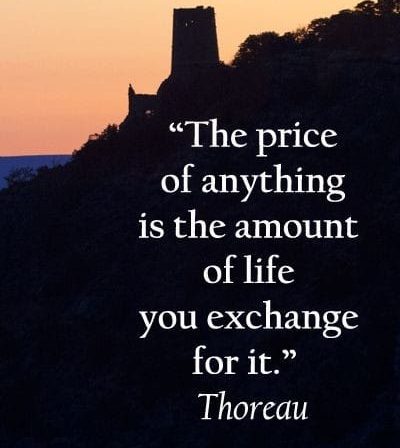 “The price
of anything
is the amount
of life
you exchange
for it.”
Thoreau